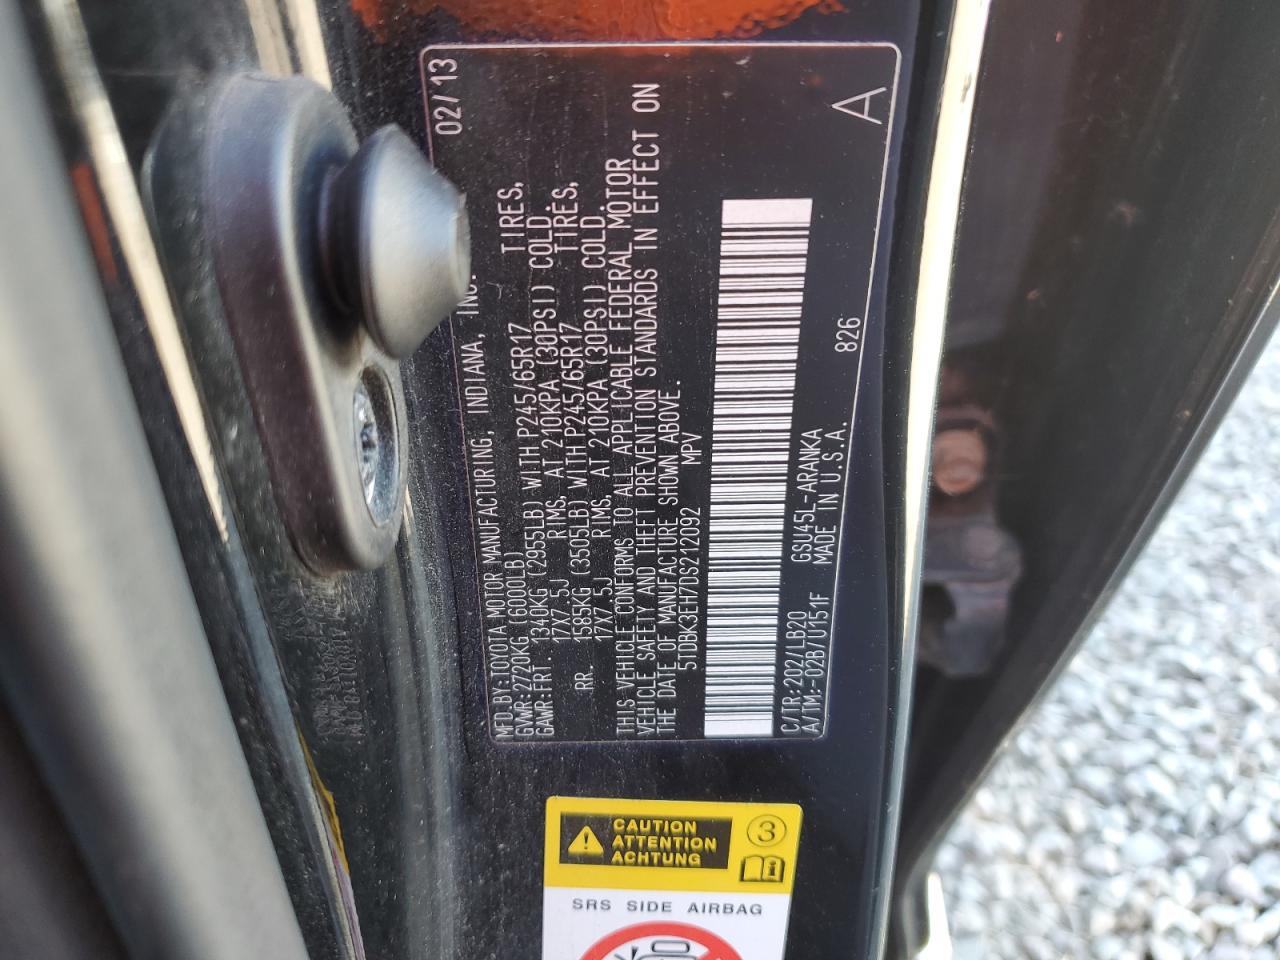 MFD BY: TOYOTA MOTOR MANUFACTURING, INDIANA, INC. 02/13
GVWR: 2720KG (6000LB)
GAWR: FRT. 1340KG (2955LB) WITH P245/65R17 TIRES,
17X7.5J RIMS, AT 210KPA (30PSI) COLD.
RR. 1585KG (3505LB) WITH P245/65R17 TIRES,
17X7.5J RIMS, AT 210KPA (30PSI) COLD.
THIS VEHICLE CONFORMS TO ALL APPLICABLE FEDERAL MOTOR
VEHICLE SAFETY AND THEFT PREVENTION STANDARDS IN EFFECT ON
THE DATE OF MANUFACTURE SHOWN ABOVE.
5TDBK3EH7DS212092 MPV
C/TR: 202/LB20 GSU45L-ARANKA 826
A/TM: -02B/U151F MADE IN U.S.A. A
CAUTION
ATTENTION
ACHTUNG
3
SRS SIDE AIRBAG